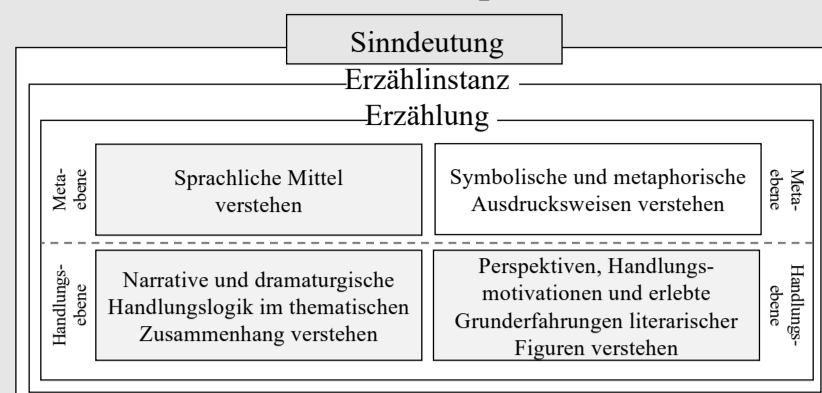 Sinndeutung
Erzählinstanz
Erzählung
Meta-
ebene
Sprachliche Mittel
verstehen
Symbolische und metaphorische
Ausdrucksweisen verstehen
Meta-
ebene
Handlungs-
ebene
Narrative und dramaturgische
Handlungslogik im thematischen
Zusammenhang verstehen
Perspektiven, Handlungs-
motivationen und erlebte
Grunderfahrungen literarischer
Figuren verstehen
Handlungs-
ebene